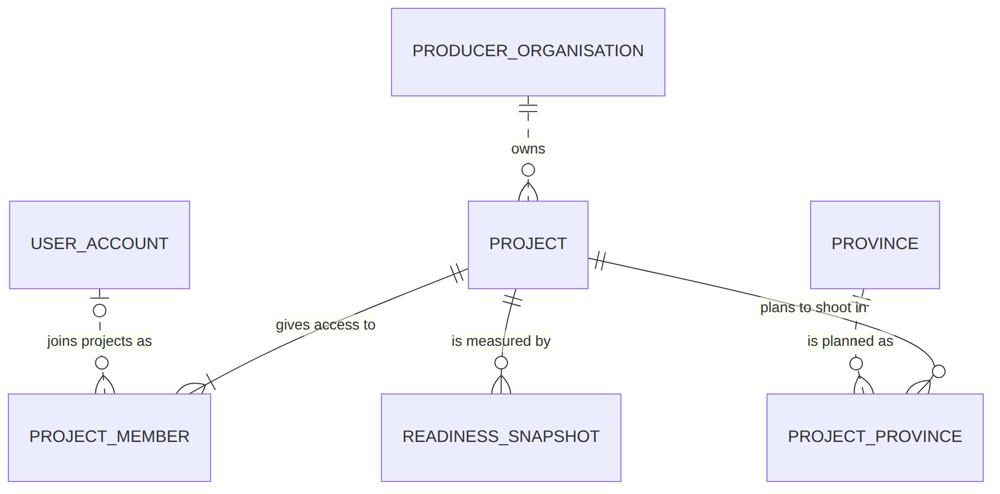 PRODUCER_ORGANISATION
owns
USER_ACCOUNT
PROJECT
PROVINCE
plans to shoot in
gives access to
joins projects as
is measured by
is planned as
PROJECT_MEMBER
READINESS_SNAPSHOT
PROJECT_PROVINCE